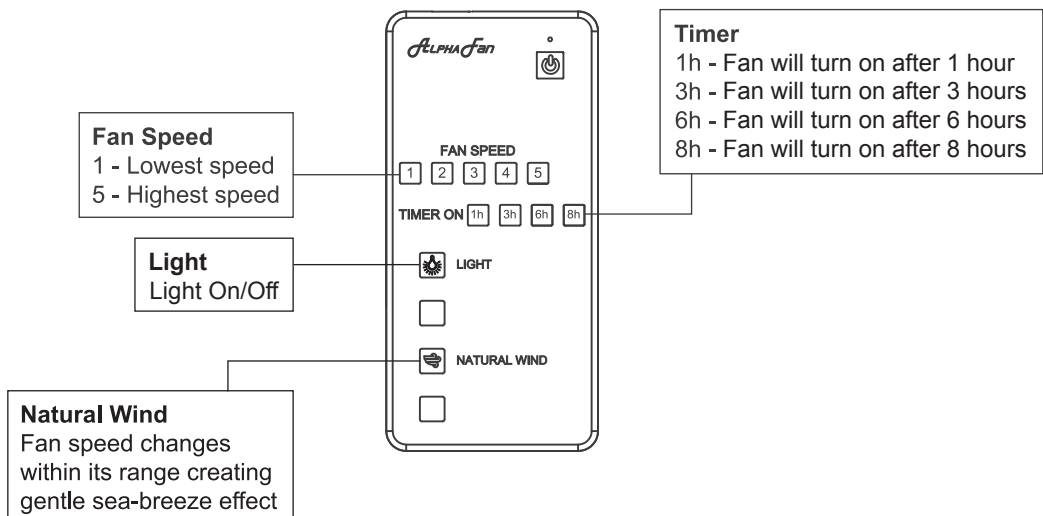 ALPHA Fan
Timer
1h - Fan will turn on after 1 hour
3h - Fan will turn on after 3 hours
6h - Fan will turn on after 6 hours
8h - Fan will turn on after 8 hours
Fan Speed
1 - Lowest speed
5 - Highest speed
FAN SPEED
1 2 3 4 5
TIMER ON 1h 3h 6h 8h
Light
Light On/Off
LIGHT
NATURAL WIND
Natural Wind
Fan speed changes
within its range creating
gentle sea-breeze effect